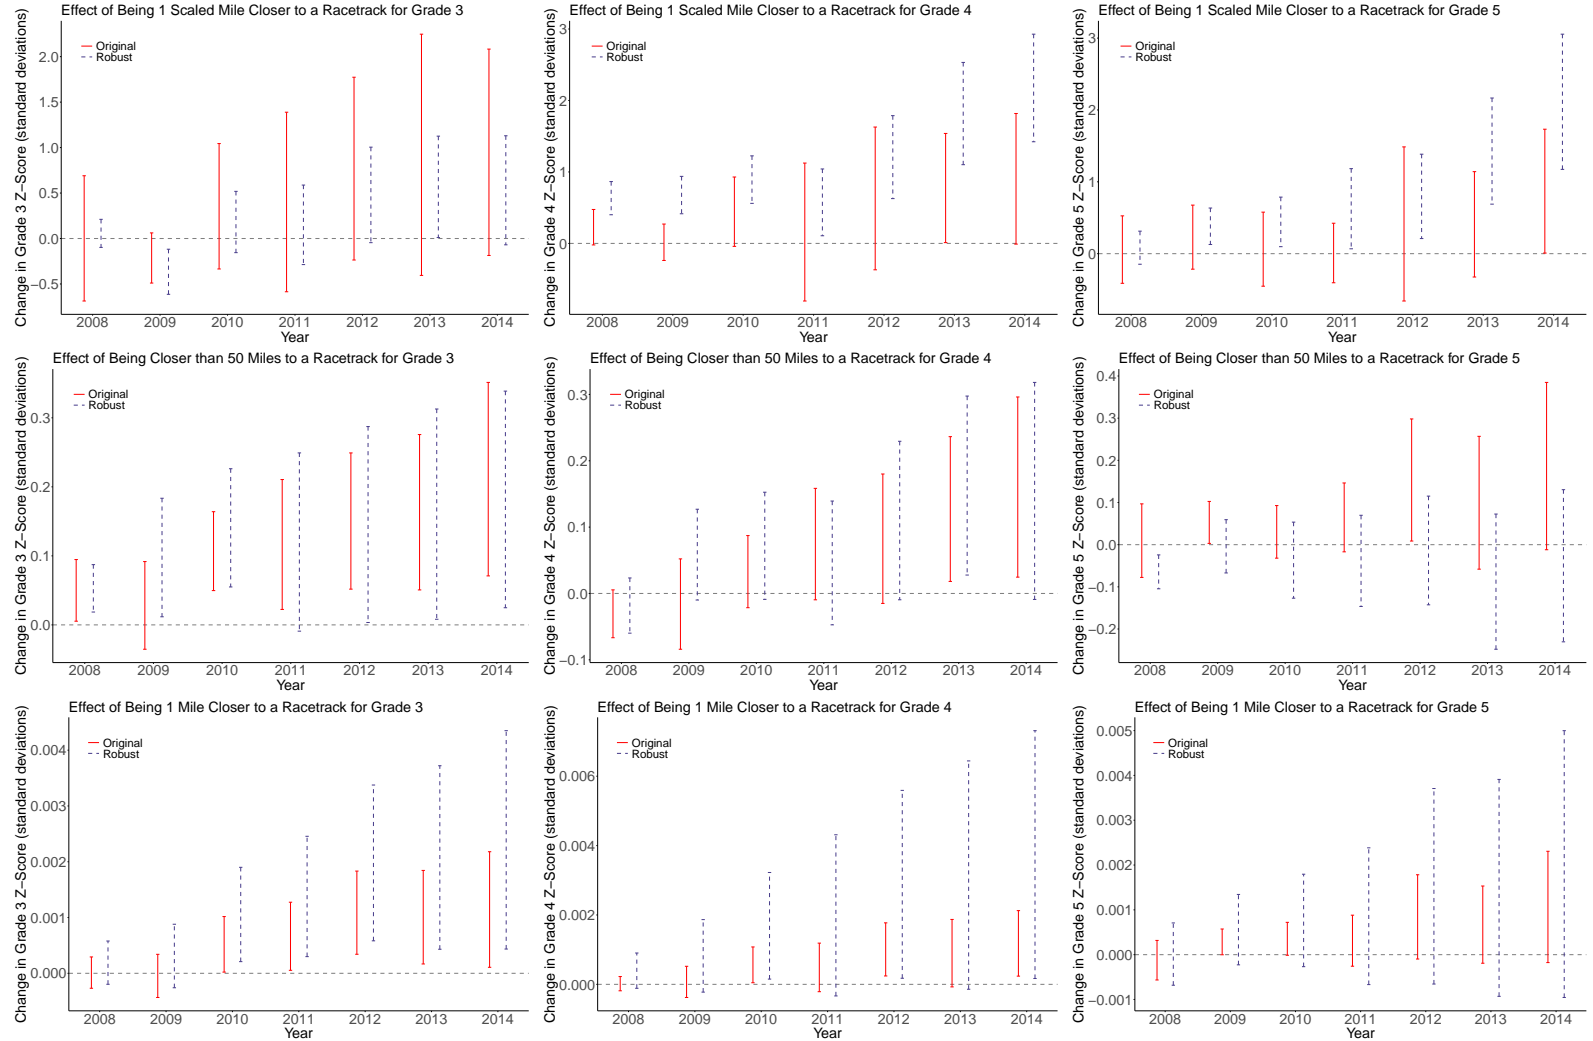 Effect of Being 1 Scaled Mile Closer to a Racetrack for Grade 3
Change in Grade 3 Z−Score (standard deviations)
Original
Robust
2.0
1.5
1.0
0.5
0.0
−0.5
2008 2009 2010 2011 2012 2013 2014
Year
Effect of Being 1 Scaled Mile Closer to a Racetrack for Grade 4
Change in Grade 4 Z−Score (standard deviations)
Original
Robust
3
2
1
0
2008 2009 2010 2011 2012 2013 2014
Year
Effect of Being 1 Scaled Mile Closer to a Racetrack for Grade 5
Change in Grade 5 Z−Score (standard deviations)
Original
Robust
3
2
1
0
2008 2009 2010 2011 2012 2013 2014
Year
Effect of Being Closer than 50 Miles to a Racetrack for Grade 3
Change in Grade 3 Z−Score (standard deviations)
Original
Robust
0.3
0.2
0.1
0.0
2008 2009 2010 2011 2012 2013 2014
Year
Effect of Being Closer than 50 Miles to a Racetrack for Grade 4
Change in Grade 4 Z−Score (standard deviations)
Original
Robust
0.3
0.2
0.1
0.0
−0.1
2008 2009 2010 2011 2012 2013 2014
Year
Effect of Being Closer than 50 Miles to a Racetrack for Grade 5
Change in Grade 5 Z−Score (standard deviations)
Original
Robust
0.4
0.3
0.2
0.1
0.0
−0.1
−0.2
2008 2009 2010 2011 2012 2013 2014
Year
Effect of Being 1 Mile Closer to a Racetrack for Grade 3
Change in Grade 3 Z−Score (standard deviations)
Original
Robust
0.004
0.003
0.002
0.001
0.000
2008 2009 2010 2011 2012 2013 2014
Year
Effect of Being 1 Mile Closer to a Racetrack for Grade 4
Change in Grade 4 Z−Score (standard deviations)
Original
Robust
0.006
0.004
0.002
0.000
2008 2009 2010 2011 2012 2013 2014
Year
Effect of Being 1 Mile Closer to a Racetrack for Grade 5
Change in Grade 5 Z−Score (standard deviations)
Original
Robust
0.005
0.004
0.003
0.002
0.001
0.000
−0.001
2008 2009 2010 2011 2012 2013 2014
Year